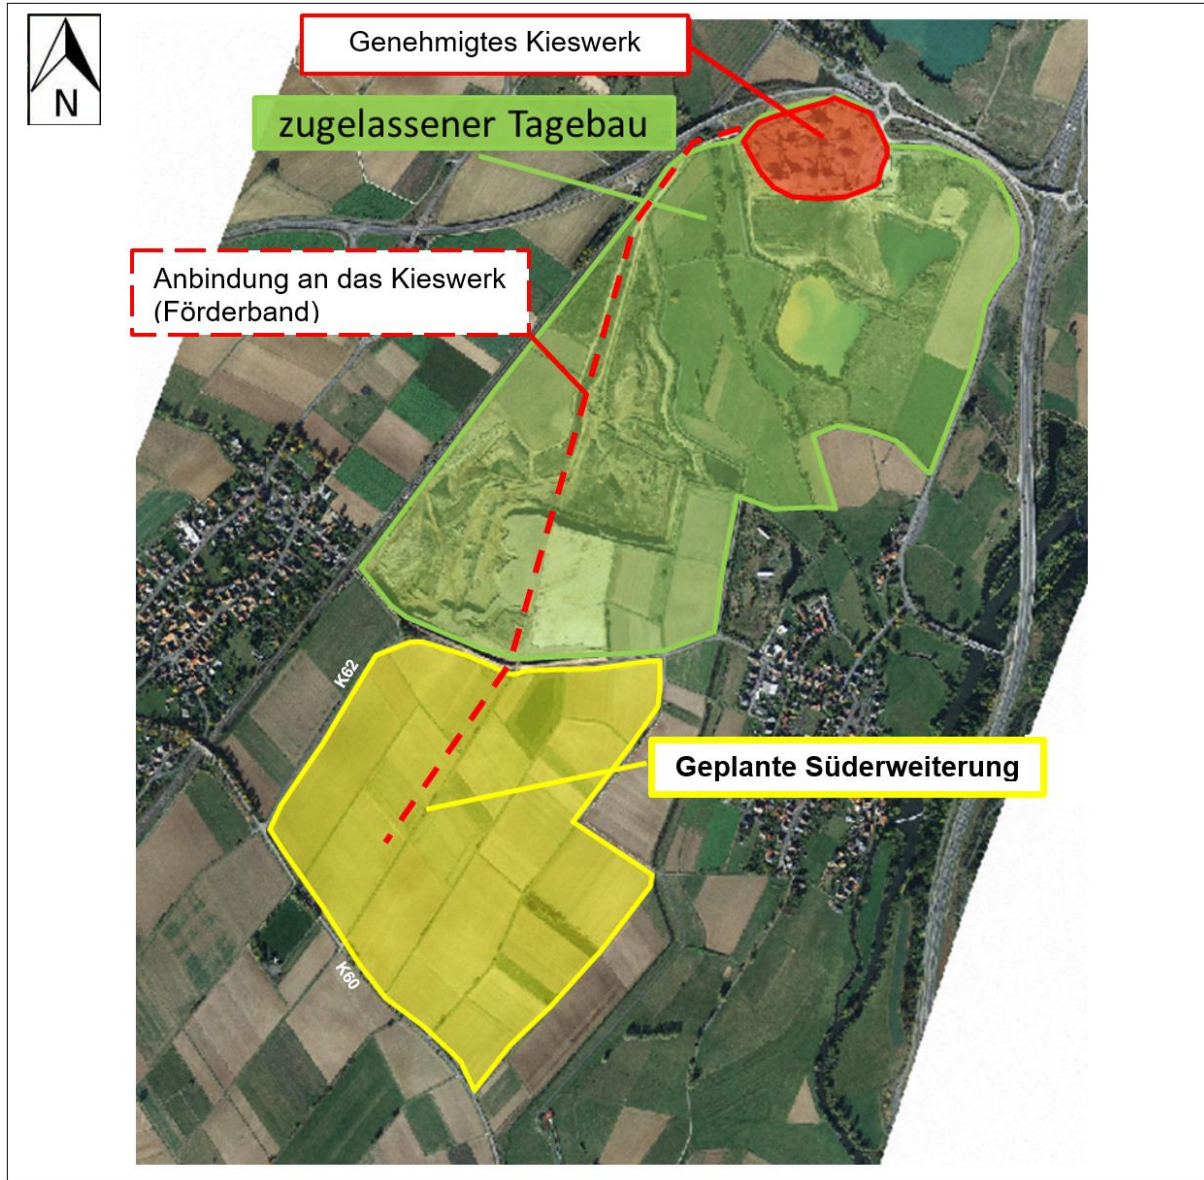 N
Genehmigtes Kieswerk
zugelassener Tagebau
Anbindung an das Kieswerk
(Förderband)
K62
Geplante Süderweiterung
K60